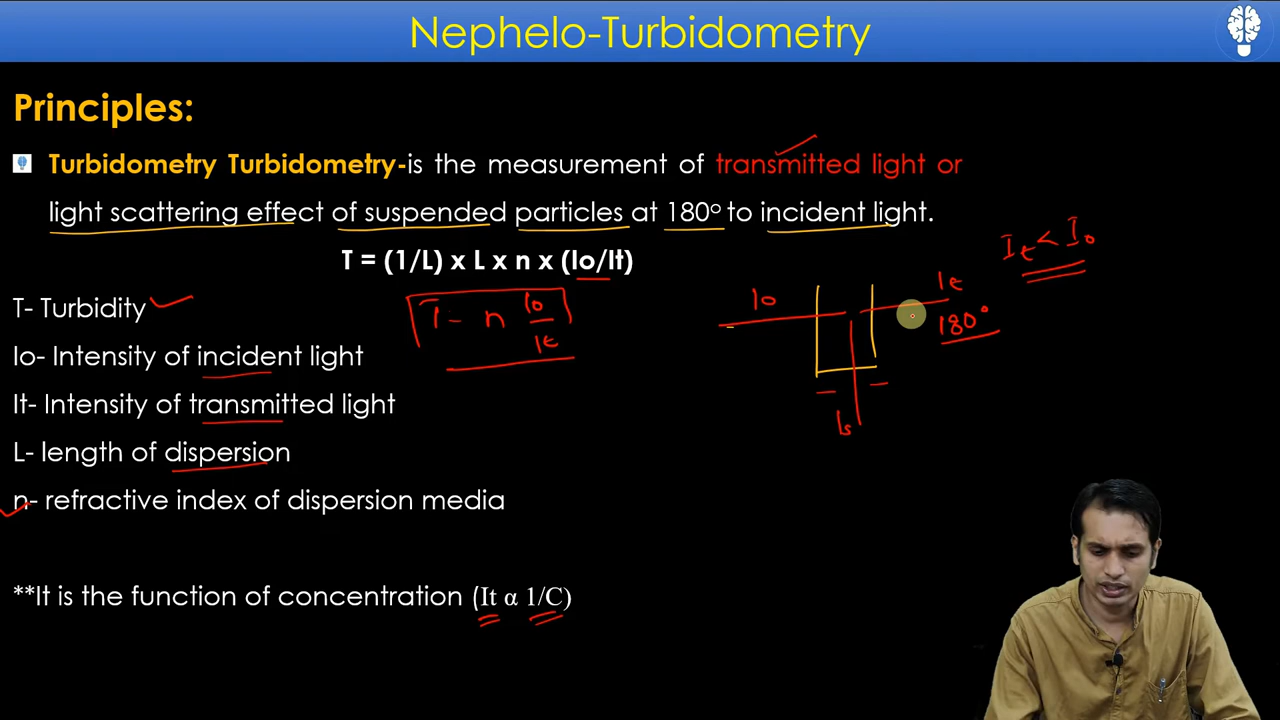 Nephelo-Turbidometry
Principles:
Turbidometry Turbidometry-is the measurement of transmitted light or
light scattering effect of suspended particles at 180° to incident light.
T = (1/L) x L x n x (Io/It)
It < Io
T- Turbidity
T = n Io/It
Io
It
180°
Io- Intensity of incident light
It- Intensity of transmitted light
Is
L- length of dispersion
n- refractive index of dispersion media
**It is the function of concentration (It α 1/C)